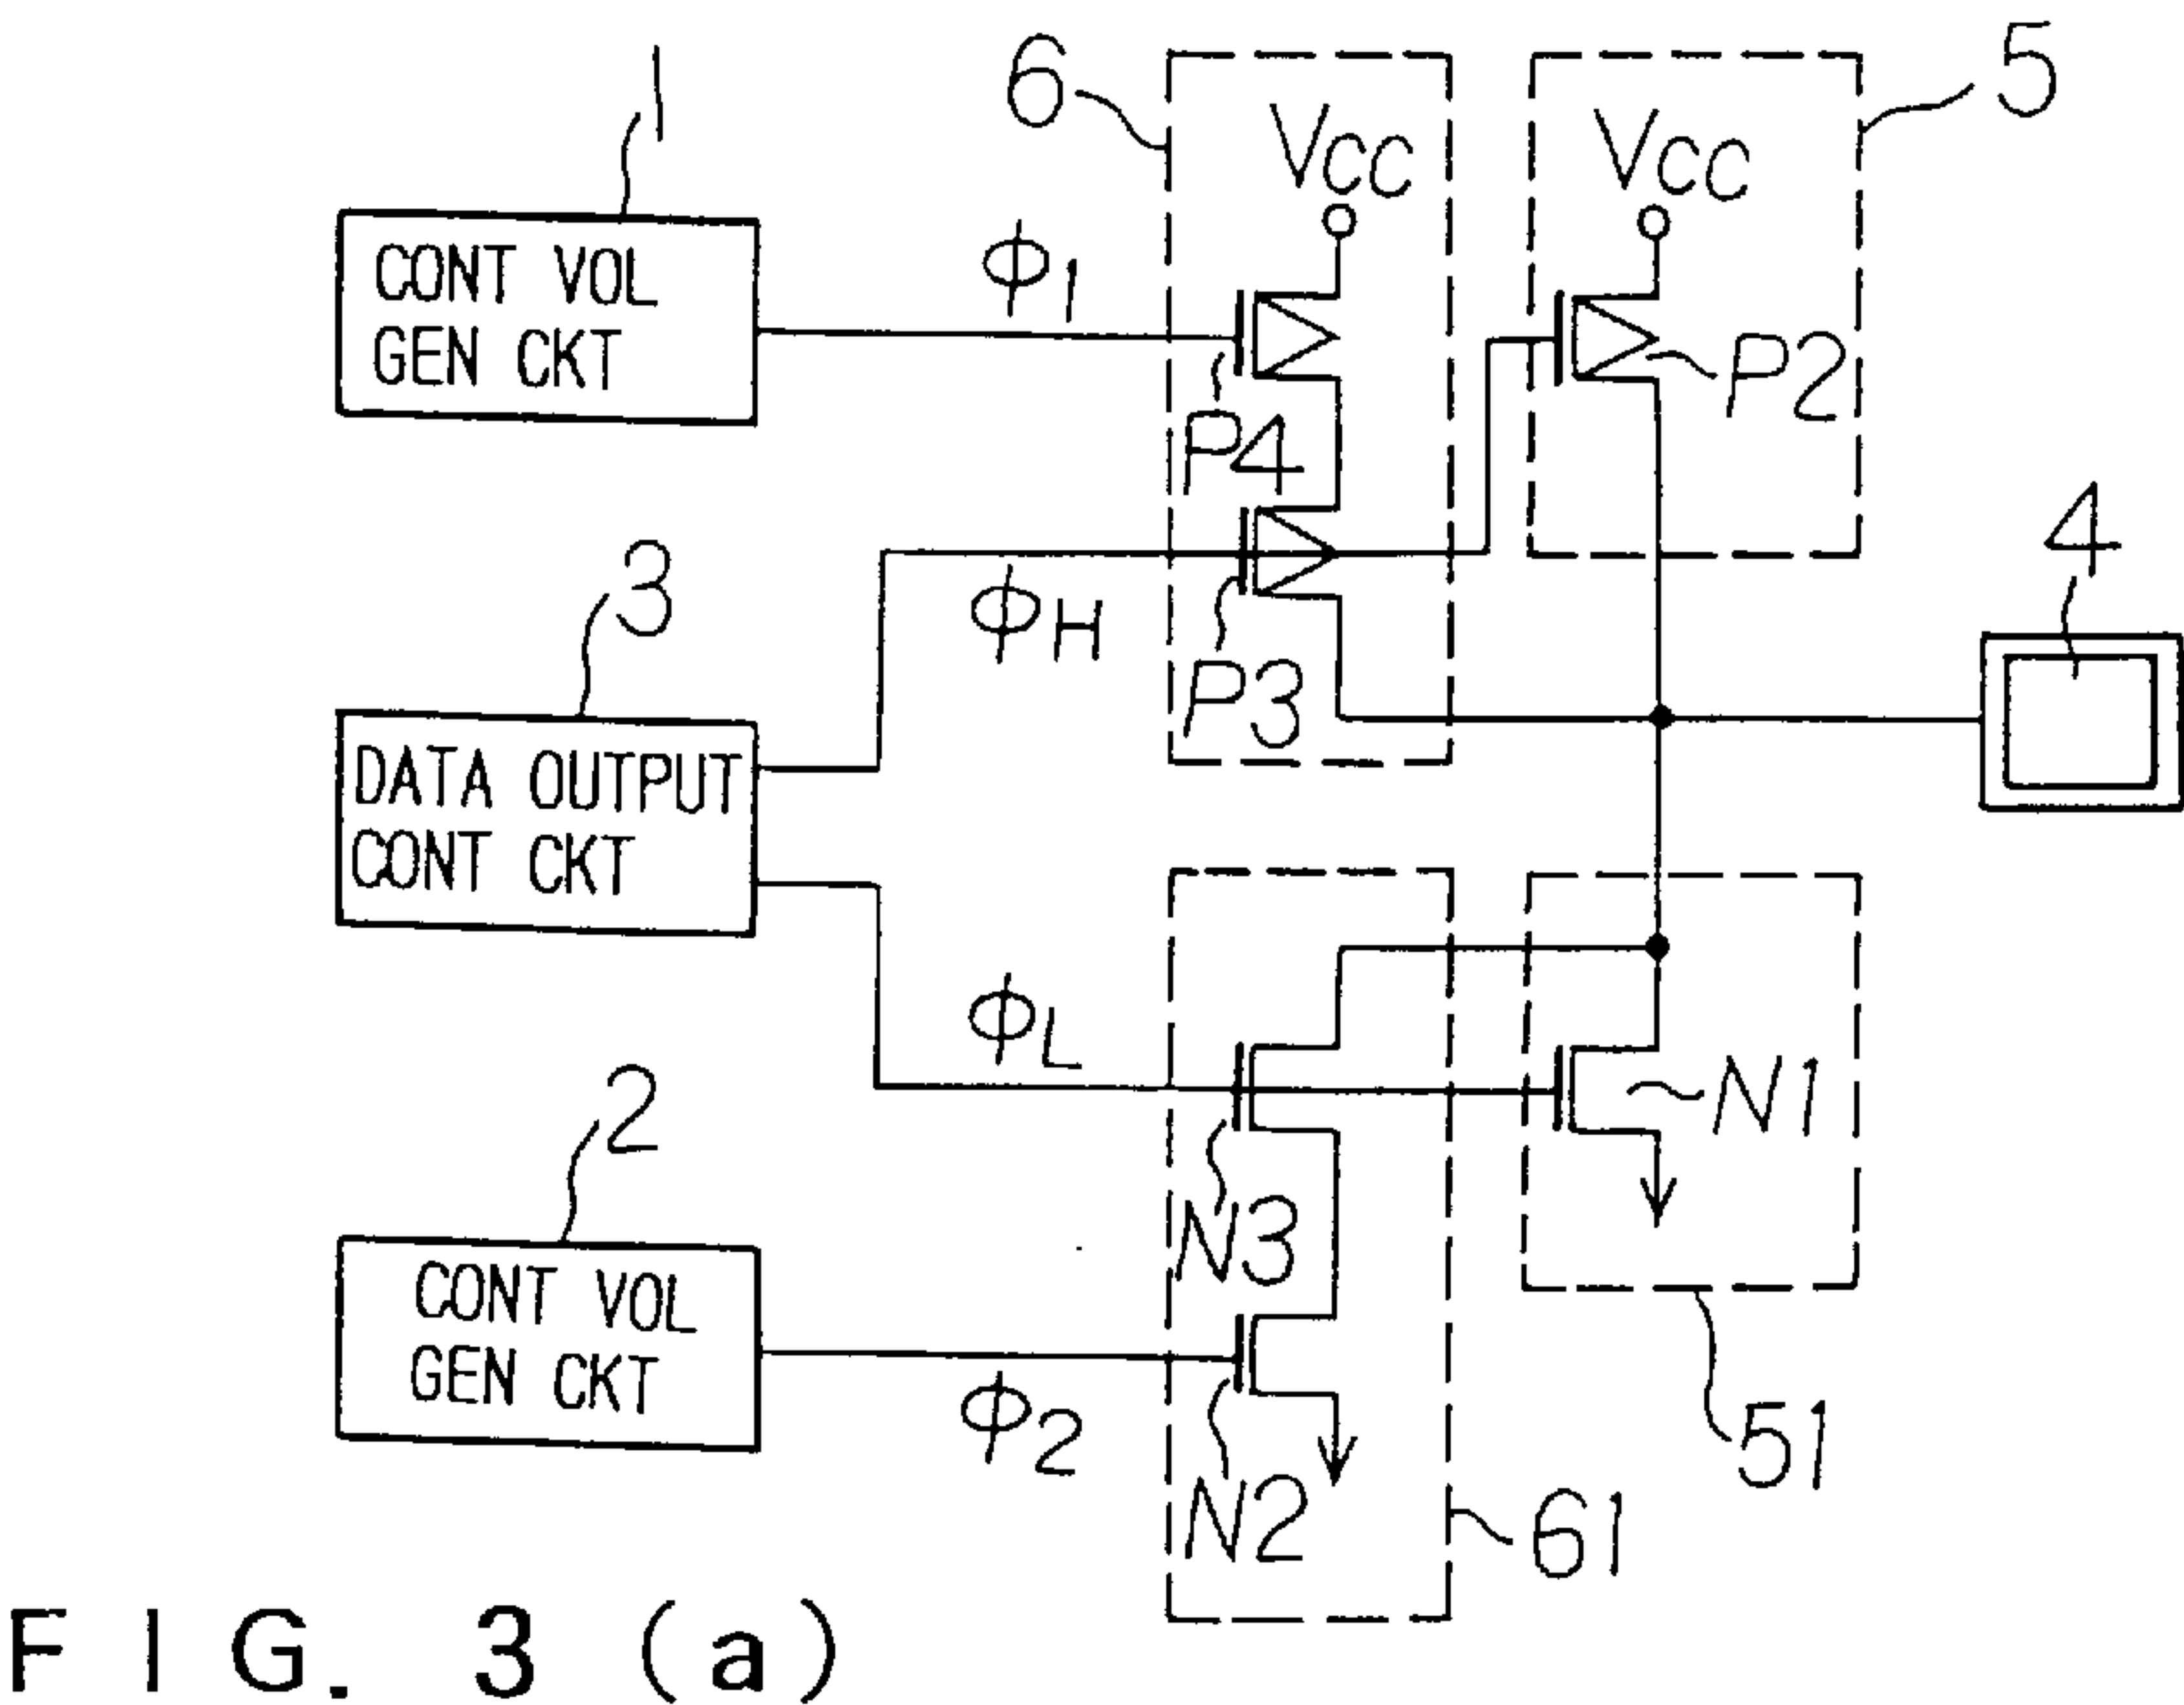 1
6
5
VCC
VCC
CONT VOL
GEN CKT
ϕ1
P2
P4
4
3
ϕH
P3
DATA OUTPUT
CONT CKT
ϕL
N1
2
N3
CONT VOL
GEN CKT
ϕ2
51
N2
61
FIG. 3 (a)